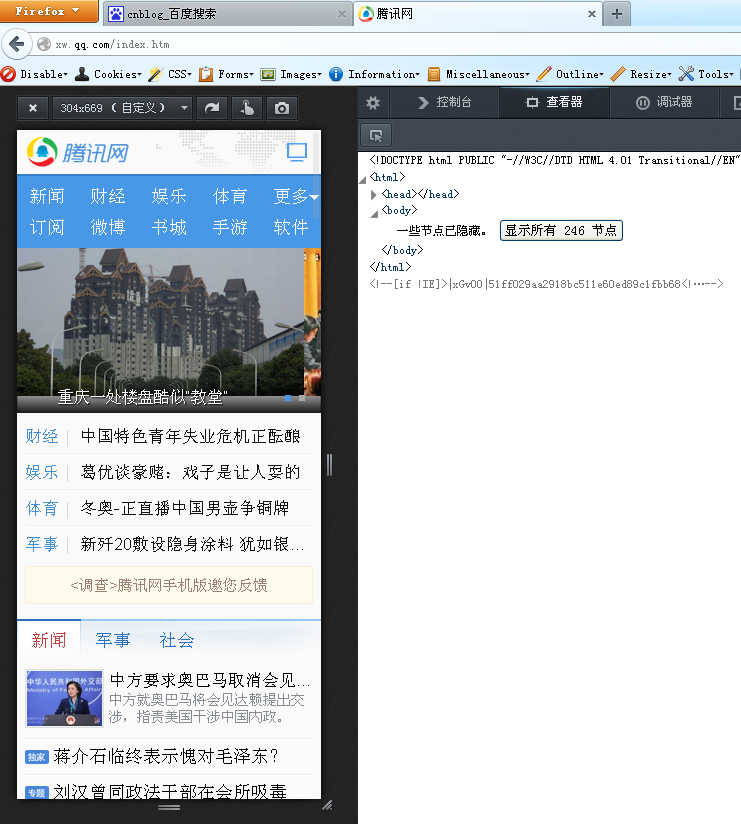 Firefox
cnblog_百度搜索
腾讯网
xw.qq.com/index.htm
Disable
Cookies
CSS
Forms
Images
Information
Miscellaneous
Outline
Resize
Tools
304x669 (自定义)
控制台
查看器
调试器
腾讯网
新闻 财经 娱乐 体育 更多
订阅 微博 书城 手游 软件
重庆一处楼盘酷似“教堂”
财经 中国特色青年失业危机正酝酿
娱乐 葛优谈豪赌：戏子是让人耍的
体育 冬奥-正直播中国男壶争铜牌
军事 新歼20敷设隐身涂料 犹如银...
<调查>腾讯网手机版邀您反馈
新闻 军事 社会
中华人民共和国外交部
Ministry of Foreign Affairs
中方要求奥巴马取消会见...
中方就奥巴马将会见达赖提出交
涉，指责美国干涉中国内政。
独家 蒋介石临终表示愧对毛泽东？
专题 刘汉曾同政法干部在会所吸毒
<!DOCTYPE html PUBLIC "-//W3C//DTD HTML 4.01 Transitional//EN"
<html>
<head></head>
<body>
一些节点已隐藏。 显示所有 246 节点
</body>
</html>
<!--[if !IE]>|xGv00|51ff029aa2918bc511e60ed89c1fbb68<!…-->